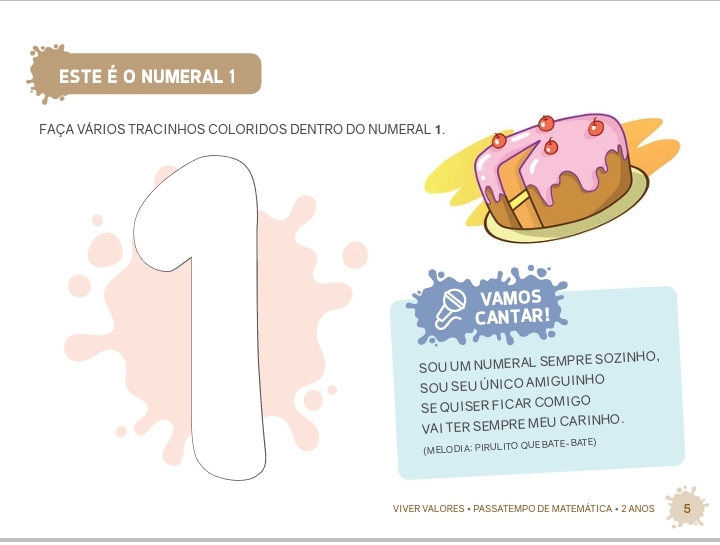 ESTE É O NUMERAL 1
FAÇA VÁRIOS TRACINHOS COLORIDOS DENTRO DO NUMERAL 1.
1
VAMOS
CANTAR!
SOU UM NUMERAL SEMPRE SOZINHO,
SOU SEU ÚNICO AMIGUINHO
SE QUISER FICAR COMIGO
VAI TER SEMPRE MEU CARINHO.
(MELODIA: PIRULITO QUE BATE-BATE)
VIVER VALORES • PASSATEMPO DE MATEMÁTICA • 2 ANOS
5